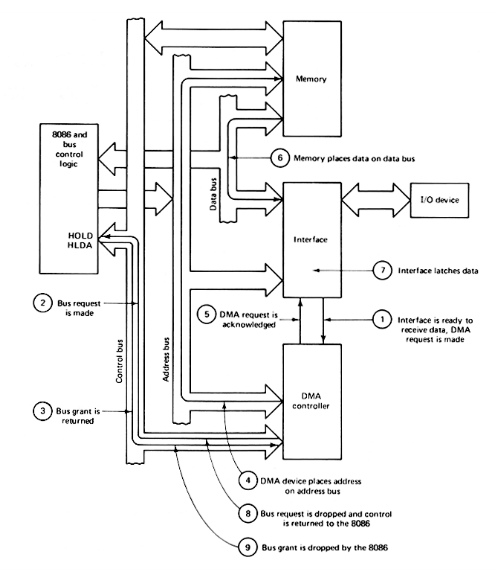 Memory
8086 and
bus
control
logic
6 Memory places data on data bus
Data bus
I/O device
HOLD
HLDA
Interface
7 Interface latches data
2 Bus request
is made
5 DMA request is
acknowledged
1 Interface is ready to
receive data, DMA
request is made
Control bus
Address bus
3 Bus grant is
returned
DMA
controller
4 DMA device places address
on address bus
8 Bus request is dropped and control
is returned to the 8086
9 Bus grant is dropped by the 8086